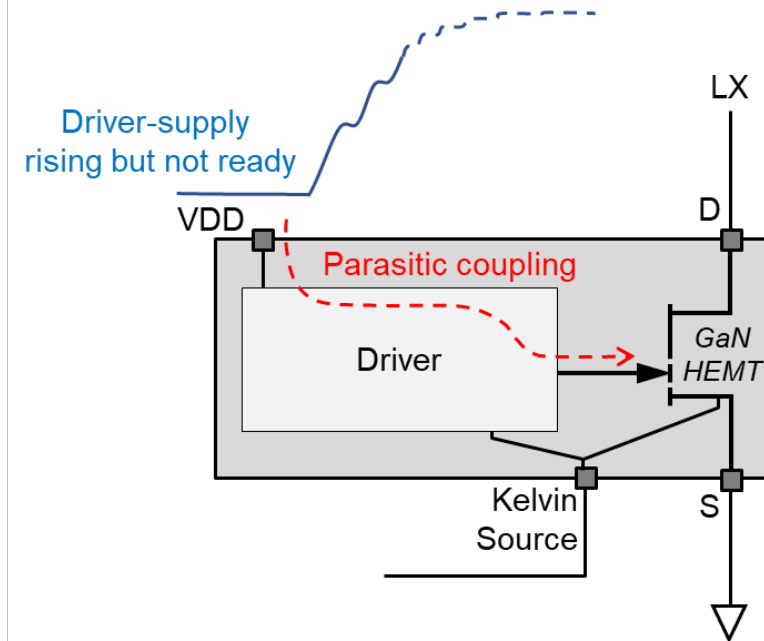 Driver-supply
rising but not ready
LX
VDD
D
Parasitic coupling
GaN
HEMT
Driver
Kelvin
Source
S